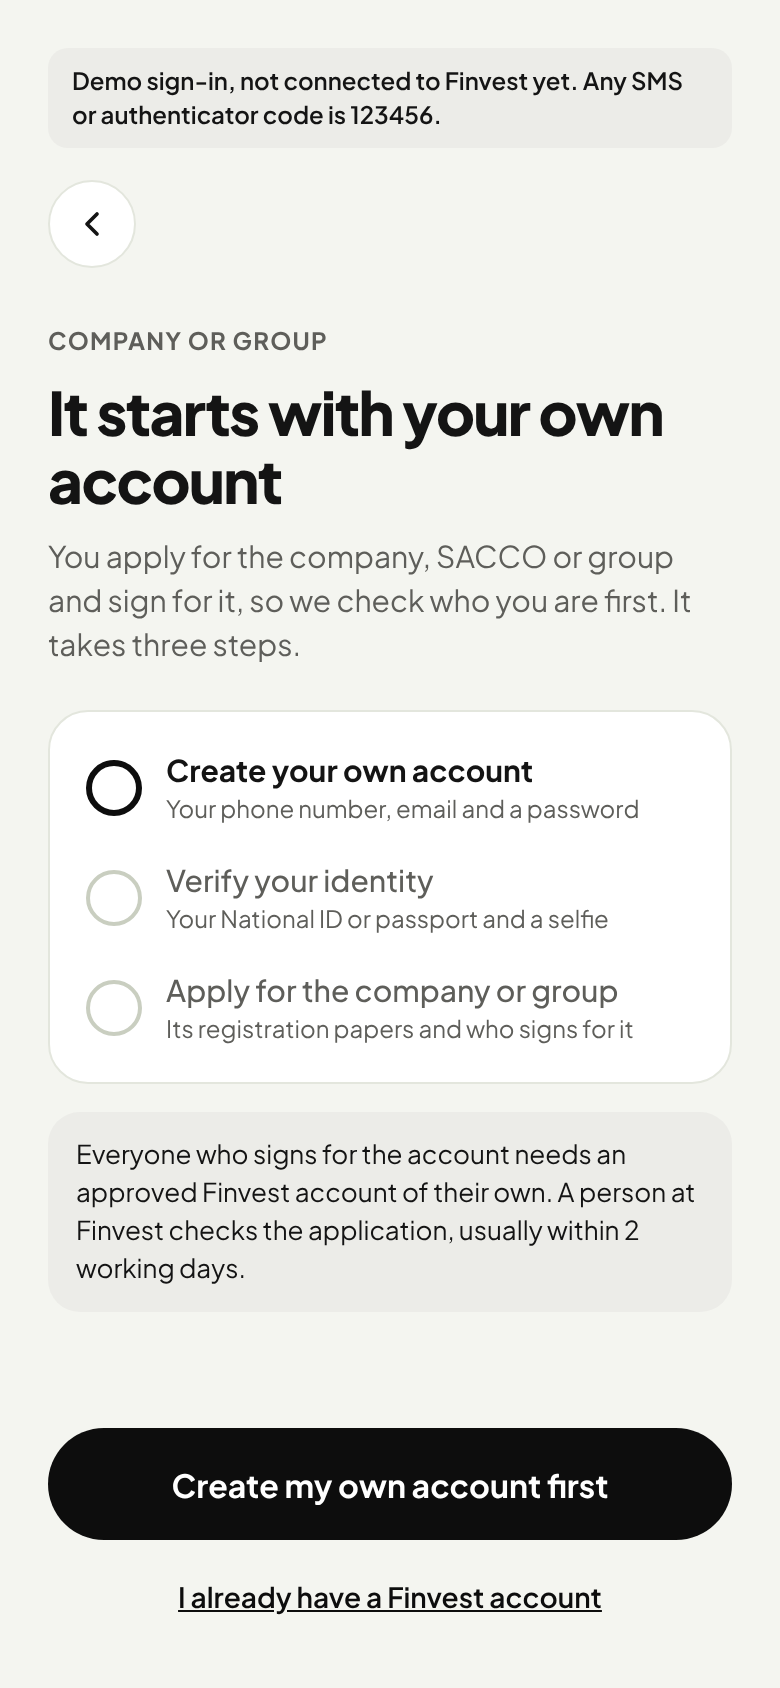 Demo sign-in, not connected to Finvest yet. Any SMS
or authenticator code is 123456.
COMPANY OR GROUP
It starts with your own
account
You apply for the company, SACCO or group
and sign for it, so we check who you are first. It
takes three steps.
Create your own account
Your phone number, email and a password
Verify your identity
Your National ID or passport and a selfie
Apply for the company or group
Its registration papers and who signs for it
Everyone who signs for the account needs an
approved Finvest account of their own. A person at
Finvest checks the application, usually within 2
working days.
Create my own account first
I already have a Finvest account